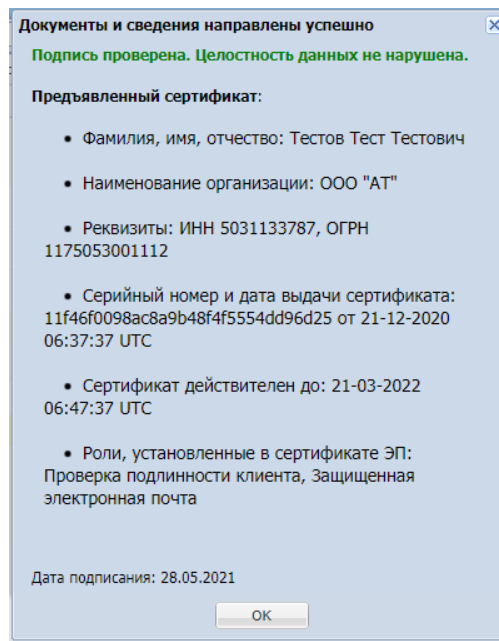 Документы и сведения направлены успешно
Подпись проверена. Целостность данных не нарушена.
Предъявленный сертификат:
• Фамилия, имя, отчество: Тестов Тест Тестович
• Наименование организации: ООО "АТ"
• Реквизиты: ИНН 5031133787, ОГРН
1175053001112
• Серийный номер и дата выдачи сертификата:
11f46f0098ac8a9b48f4f5554dd96d25 от 21-12-2020
06:37:37 UTC
• Сертификат действителен до: 21-03-2022
06:47:37 UTC
• Роли, установленные в сертификате ЭП:
Проверка подлинности клиента, Защищенная
электронная почта
Дата подписания: 28.05.2021
ОК